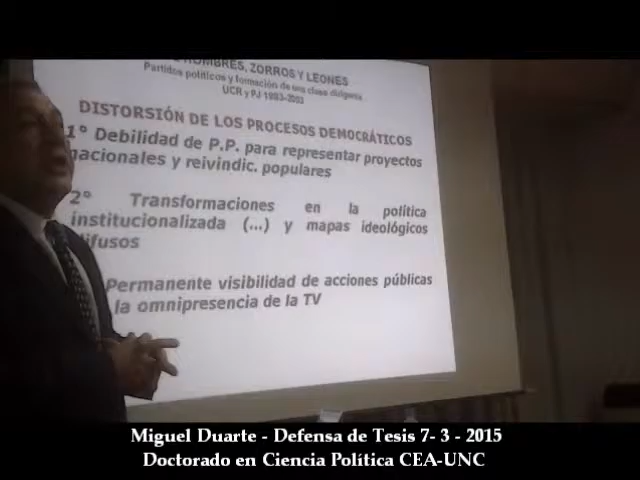 HOMBRES, ZORROS Y LEONES
Partidos políticos y formación de una clase dirigente
UCR y PJ 1983-2003
DISTORSIÓN DE LOS PROCESOS DEMOCRÁTICOS
1° Debilidad de P.P. para representar proyectos
nacionales y reivindic. populares
2° Transformaciones en la política
institucionalizada (...) y mapas ideológicos
difusos
Permanente visibilidad de acciones públicas
la omnipresencia de la TV
Miguel Duarte - Defensa de Tesis 7- 3 - 2015
Doctorado en Ciencia Política CEA-UNC